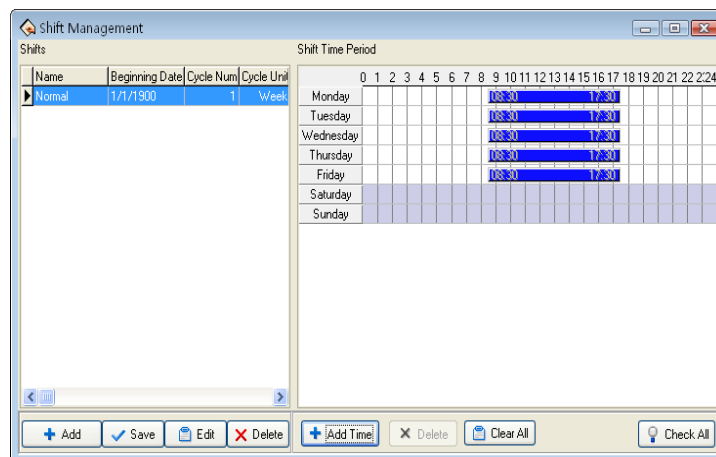 Shift Management
Shifts
Shift Time Period
Name Beginning Date Cycle Num Cycle Unit
Normal 1/1/1900 1 Week
0 1 2 3 4 5 6 7 8 9 10 11 12 13 14 15 16 17 18 19 20 21 22 2:24
Monday 08:30 17:30
Tuesday 08:30 17:30
Wednesday 08:30 17:30
Thursday 08:30 17:30
Friday 08:30 17:30
Saturday
Sunday
Add Save Edit Delete Add Time Delete Clear All Check All